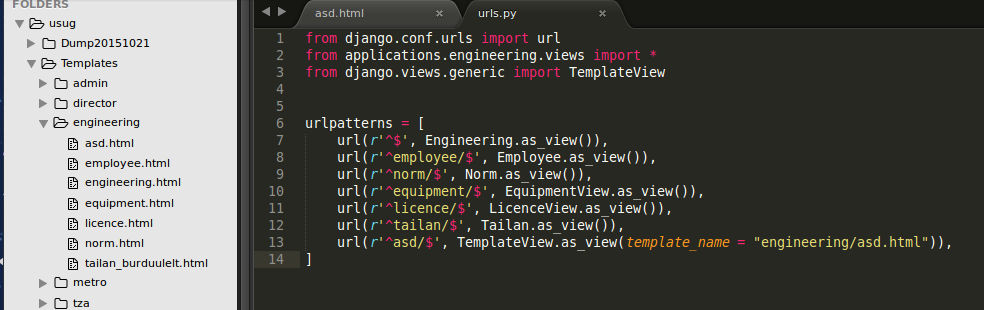 FOLDERS
usug
Dump20151021
Templates
admin
director
engineering
asd.html
employee.html
engineering.html
equipment.html
licence.html
norm.html
tailan_burduulelt.html
metro
tza
asd.html × urls.py ×
1 from django.conf.urls import url
2 from applications.engineering.views import *
3 from django.views.generic import TemplateView
4
5
6 urlpatterns = [
7 url(r'^$', Engineering.as_view()),
8 url(r'^employee/$', Employee.as_view()),
9 url(r'^norm/$', Norm.as_view()),
10 url(r'^equipment/$', EquipmentView.as_view()),
11 url(r'^licence/$', LicenceView.as_view()),
12 url(r'^tailan/$', Tailan.as_view()),
13 url(r'^asd/$', TemplateView.as_view(template_name = "engineering/asd.html")),
14 ]